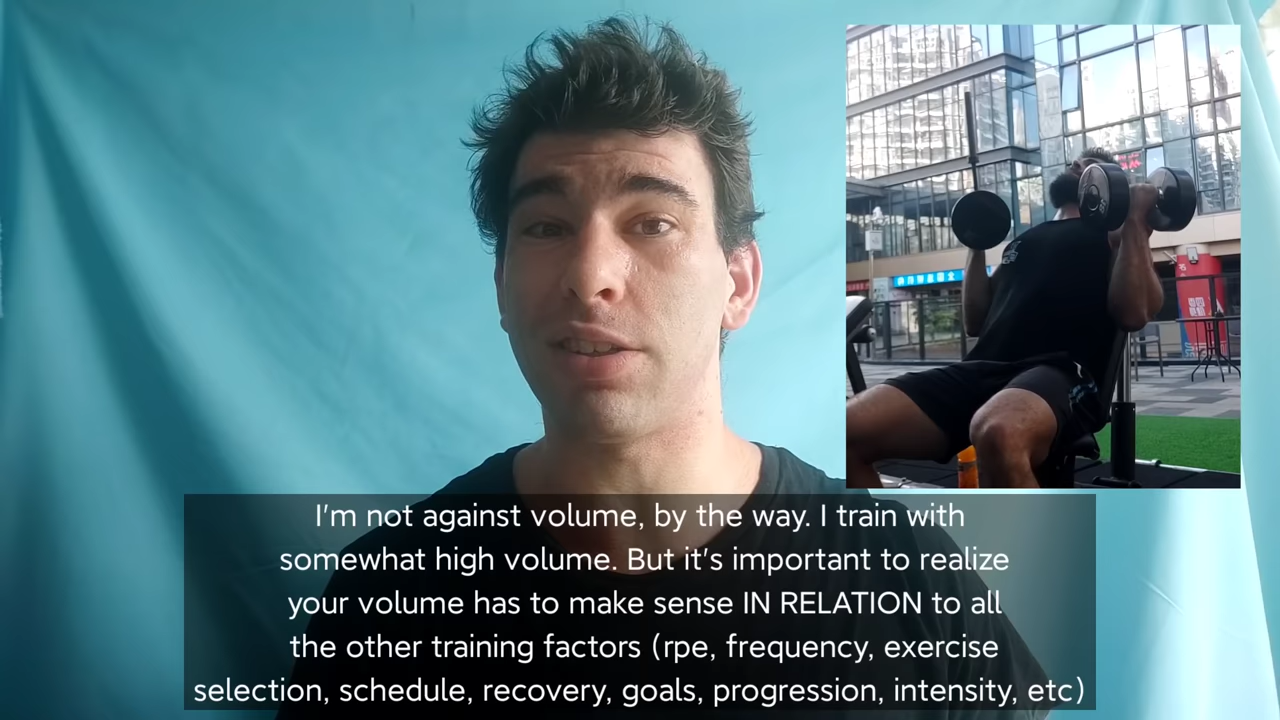 I'm not against volume, by the way. I train with
somewhat high volume. But it's important to realize
your volume has to make sense IN RELATION to all
the other training factors (rpe, frequency, exercise
selection, schedule, recovery, goals, progression, intensity, etc)